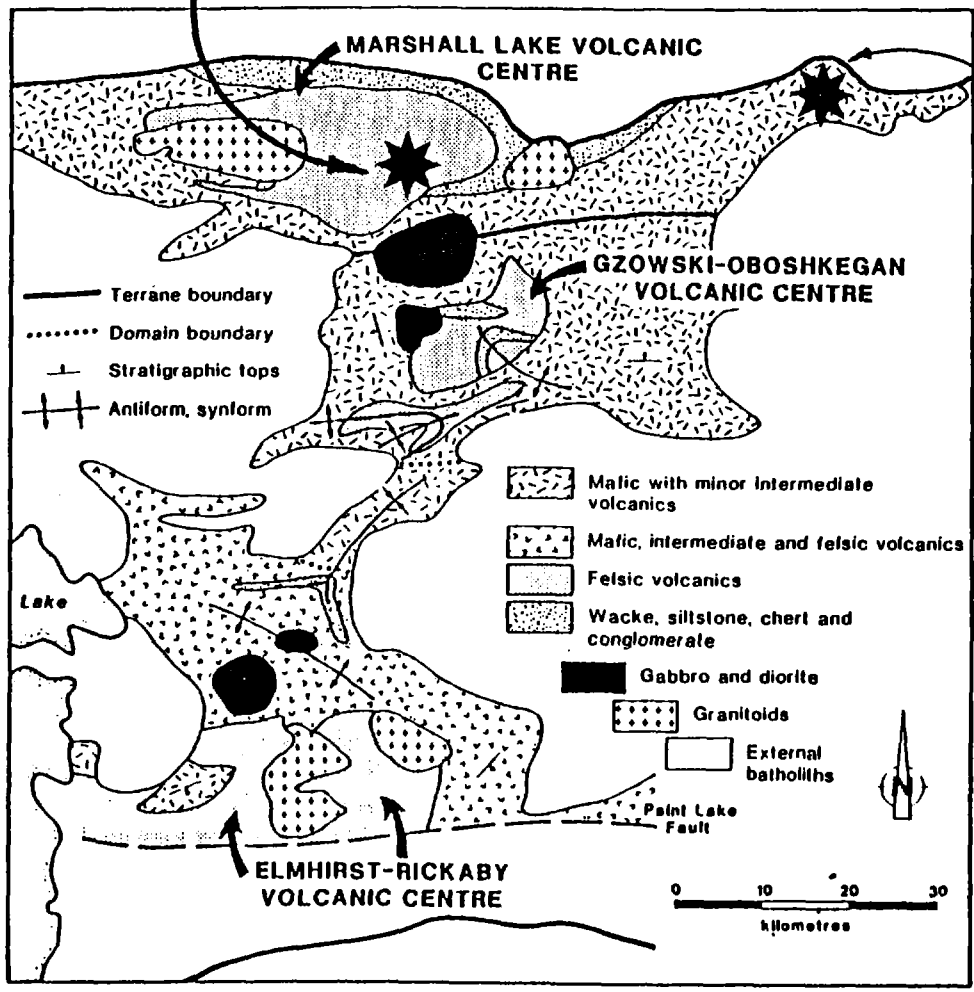 MARSHALL LAKE VOLCANIC
CENTRE
GZOWSKI-OBOSHKEGAN
VOLCANIC CENTRE
Terrane boundary
Domain boundary
Stratigraphic tops
Antiform, synform
Mafic with minor intermediate
volcanics
Mafic, intermediate and felsic volcanics
Felsic volcanics
Wacke, siltstone, chert and
conglomerate
Gabbro and diorite
Granitoids
External
batholiths
Lake
N
Paint Lake
Fault
ELMHIRST-RICKABY
VOLCANIC CENTRE
0 10 20 30
kilometres